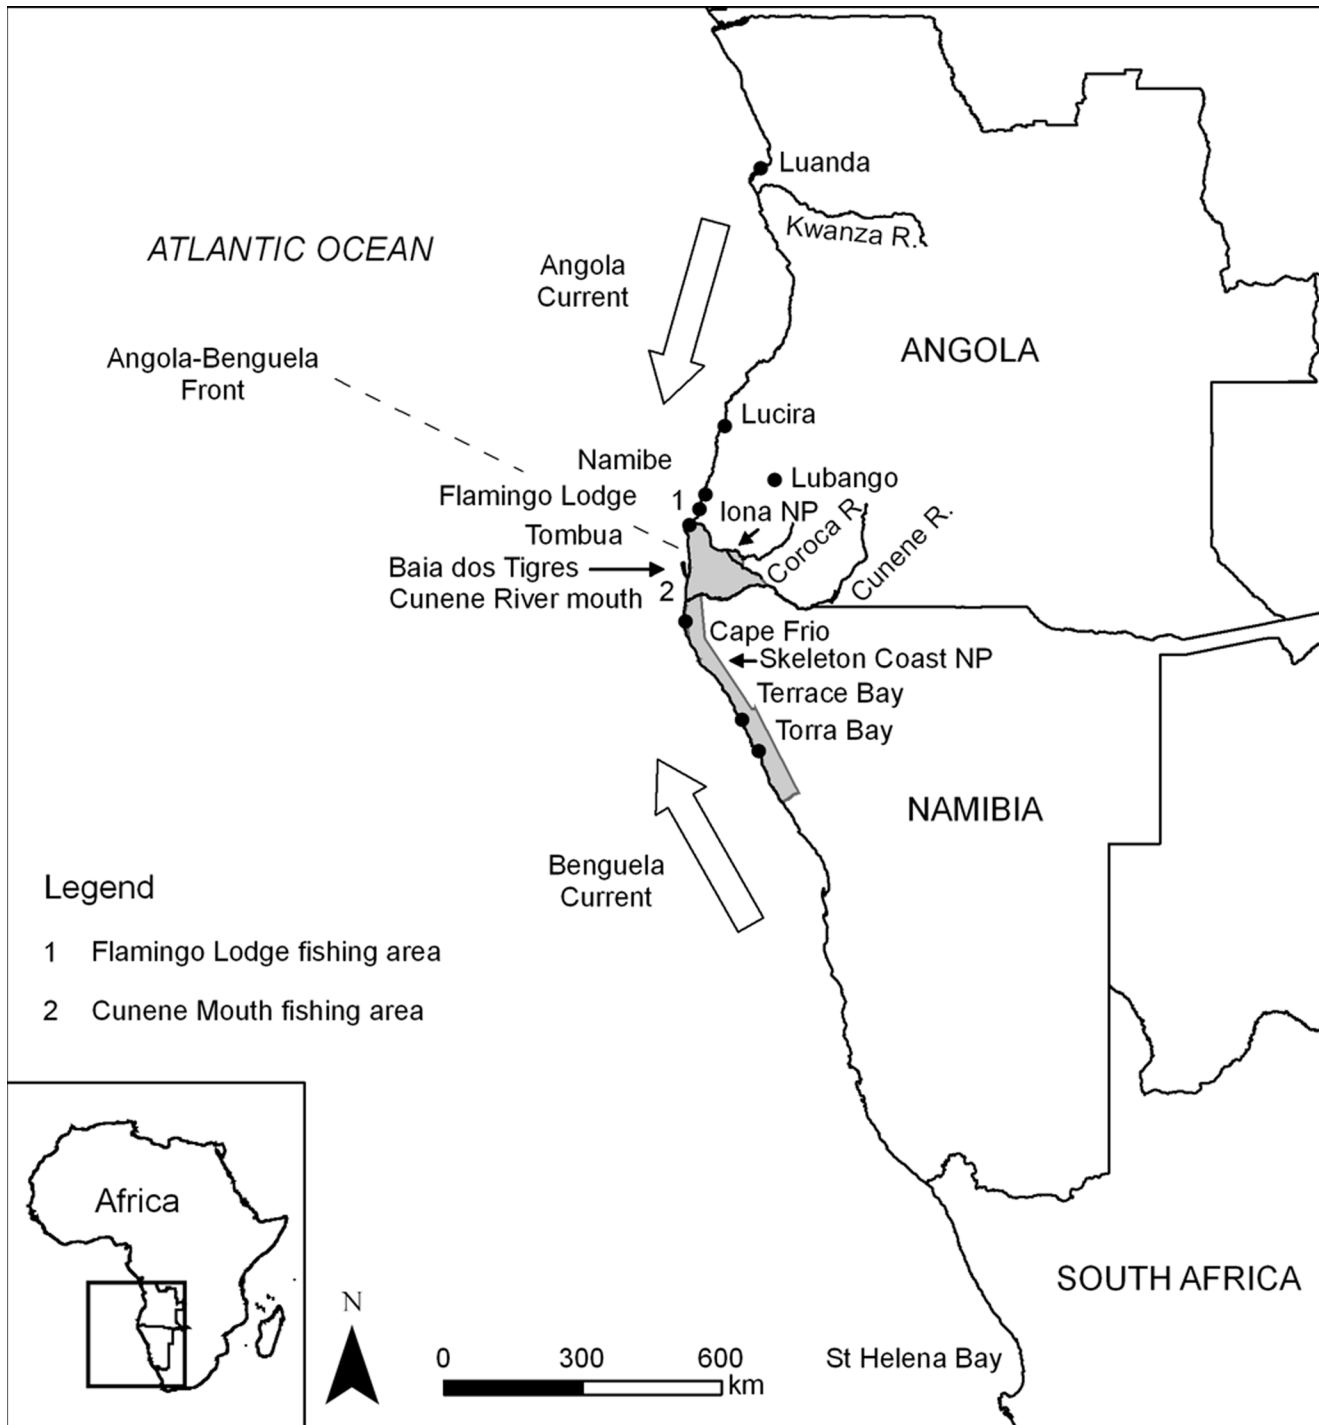 Luanda
Kwanza R.
ATLANTIC OCEAN
Angola
Current
ANGOLA
Angola-Benguela
Front
Lucira
Namibe
Lubango
Flamingo Lodge
1
Iona NP
Tombua
Coroca R.
Cunene R.
Baia dos Tigres
Cunene River mouth
2
Cape Frio
Skeleton Coast NP
Terrace Bay
Torra Bay
NAMIBIA
Benguela
Current
Legend
1 Flamingo Lodge fishing area
2 Cunene Mouth fishing area
Africa
SOUTH AFRICA
N
0 300 600
km
St Helena Bay